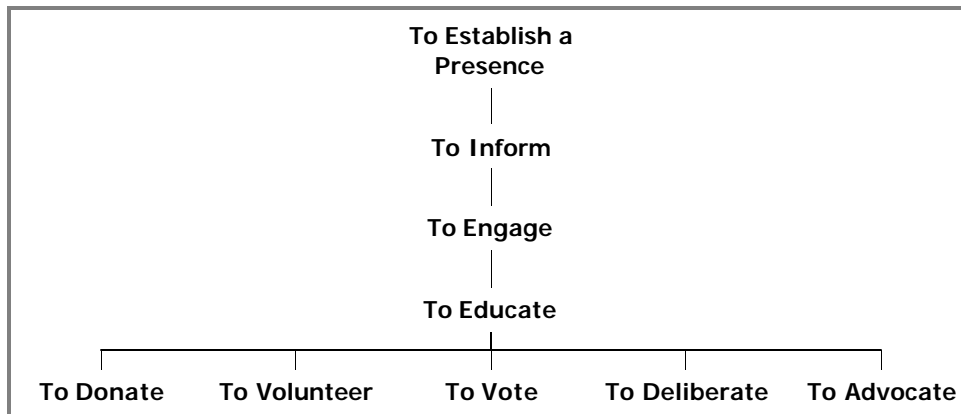 To Establish a
Presence
To Inform
To Engage
To Educate
To Donate To Volunteer To Vote To Deliberate To Advocate